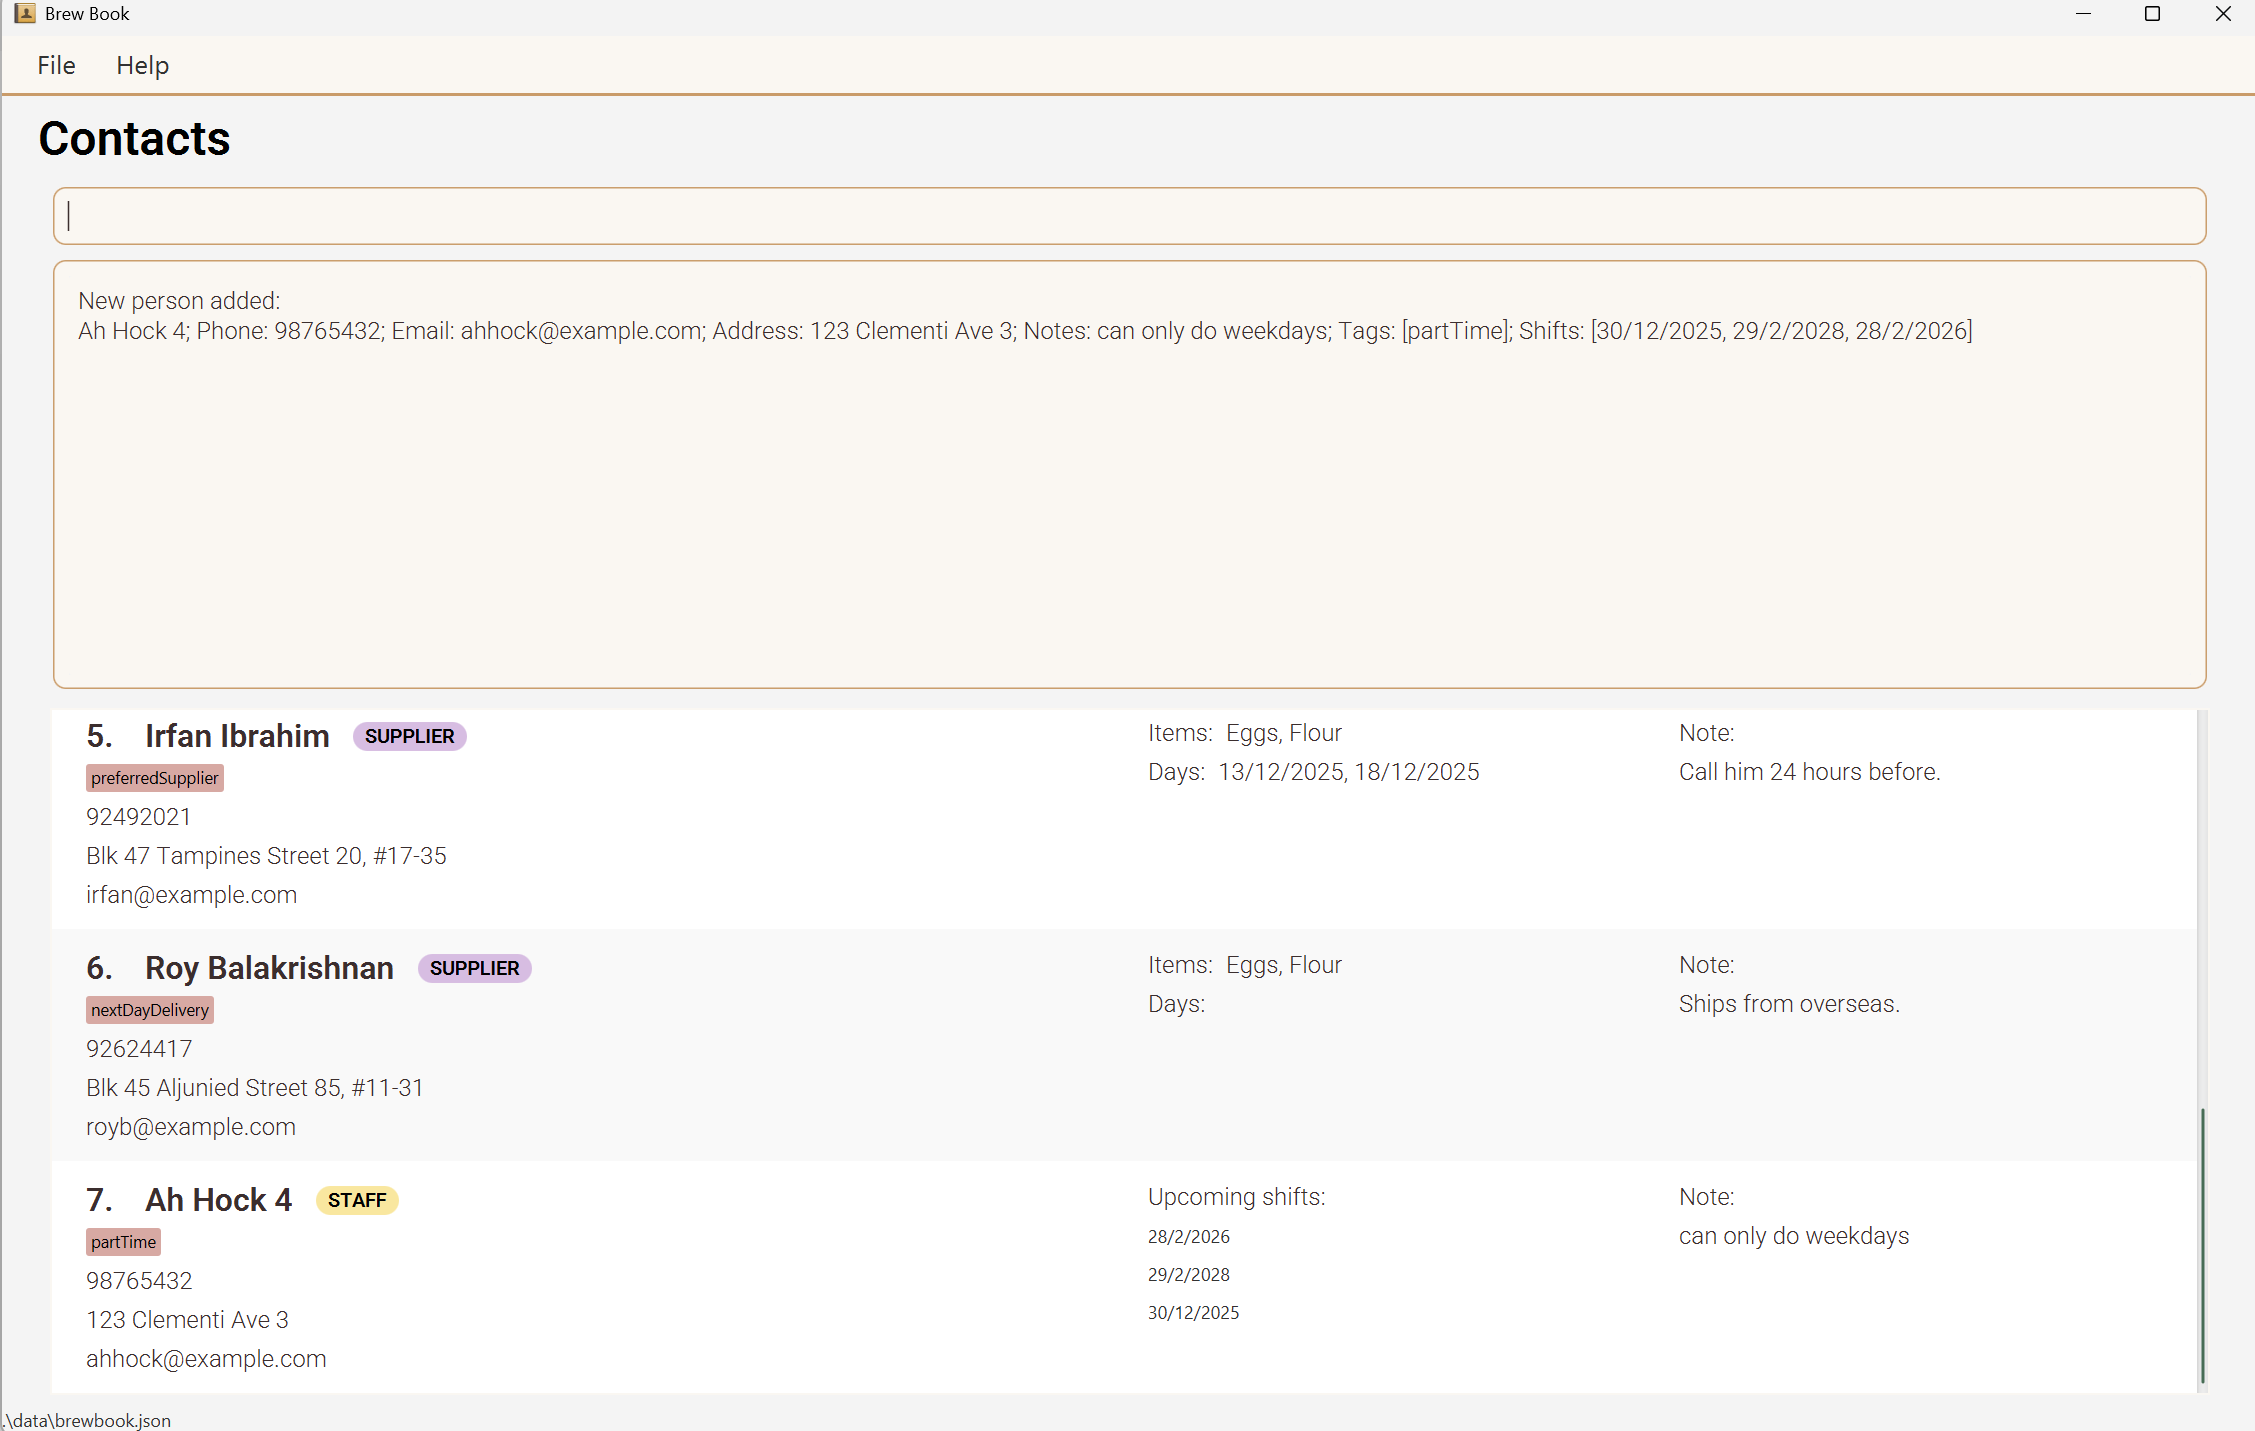 Brew Book
File Help
Contacts
New person added:
Ah Hock 4; Phone: 98765432; Email: ahhock@example.com; Address: 123 Clementi Ave 3; Notes: can only do weekdays; Tags: [partTime]; Shifts: [30/12/2025, 29/2/2028, 28/2/2026]
5. Irfan Ibrahim SUPPLIER
preferredSupplier
92492021
Blk 47 Tampines Street 20, #17-35
irfan@example.com
Items: Eggs, Flour
Days: 13/12/2025, 18/12/2025
Note:
Call him 24 hours before.
6. Roy Balakrishnan SUPPLIER
nextDayDelivery
92624417
Blk 45 Aljunied Street 85, #11-31
royb@example.com
Items: Eggs, Flour
Days:
Note:
Ships from overseas.
7. Ah Hock 4 STAFF
partTime
98765432
123 Clementi Ave 3
ahhock@example.com
Upcoming shifts:
28/2/2026
29/2/2028
30/12/2025
Note:
can only do weekdays
.\data\brewbook.json